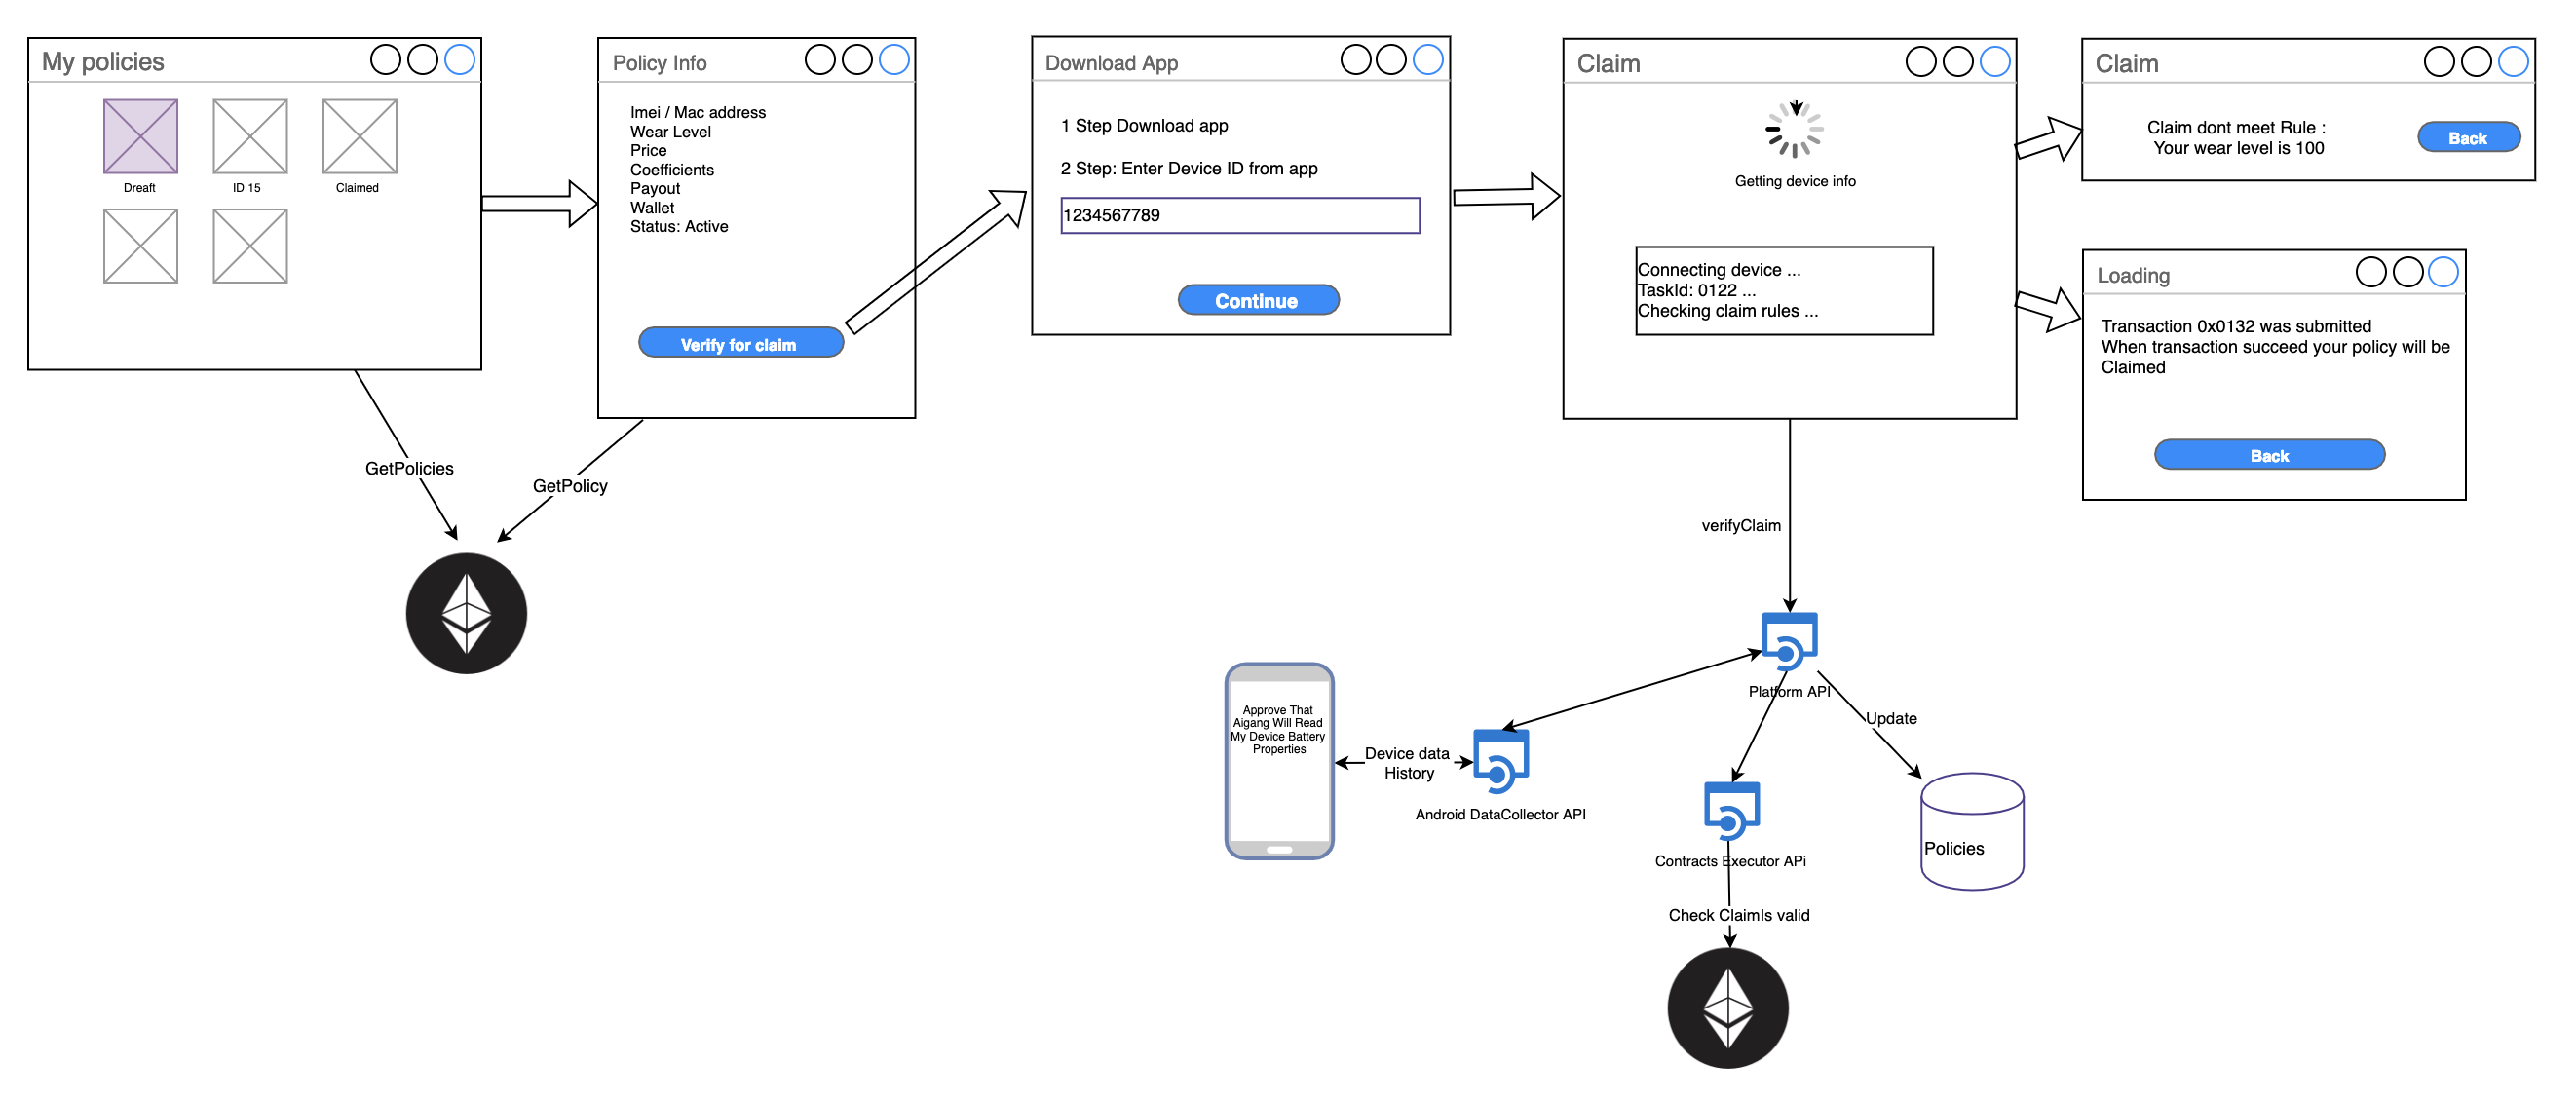 My policies
Dreaft
ID 15
Claimed
Policy Info
Imei / Mac address
Wear Level
Price
Coefficients
Payout
Wallet
Status: Active
Verify for claim
Download App
1 Step Download app
2 Step: Enter Device ID from app
1234567789
Continue
Claim
Getting device info
Connecting device ...
TaskId: 0122 ...
Checking claim rules ...
Claim
Claim dont meet Rule :
Your wear level is 100
Back
Loading
Transaction 0x0132 was submitted
When transaction succeed your policy will be
Claimed
Back
GetPolicies
GetPolicy
verifyClaim
Platform API
Update
Approve That
Aigang Will Read
My Device Battery
Properties
Device data
History
Android DataCollector API
Contracts Executor APi
Policies
Check ClaimIs valid